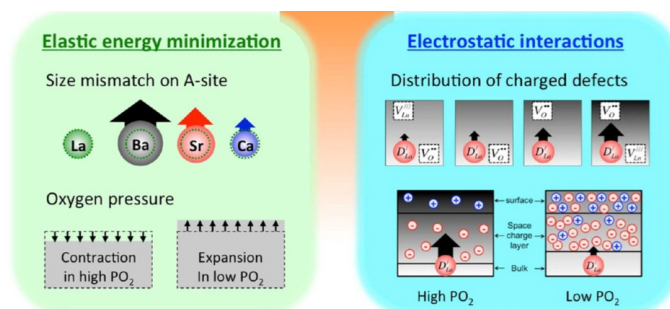 Elastic energy minimization
Size mismatch on A-site
La
Ba
Sr
Ca
Oxygen pressure
Contraction
in high PO₂
Expansion
In low PO₂
Electrostatic interactions
Distribution of charged defects
V‴La
D′La
V••O
D′La
V••O
V••O
D′La
V••O
D′La
V‴La
surface
Space
charge
layer
Bulk
D′La
D′La
High PO₂
Low PO₂